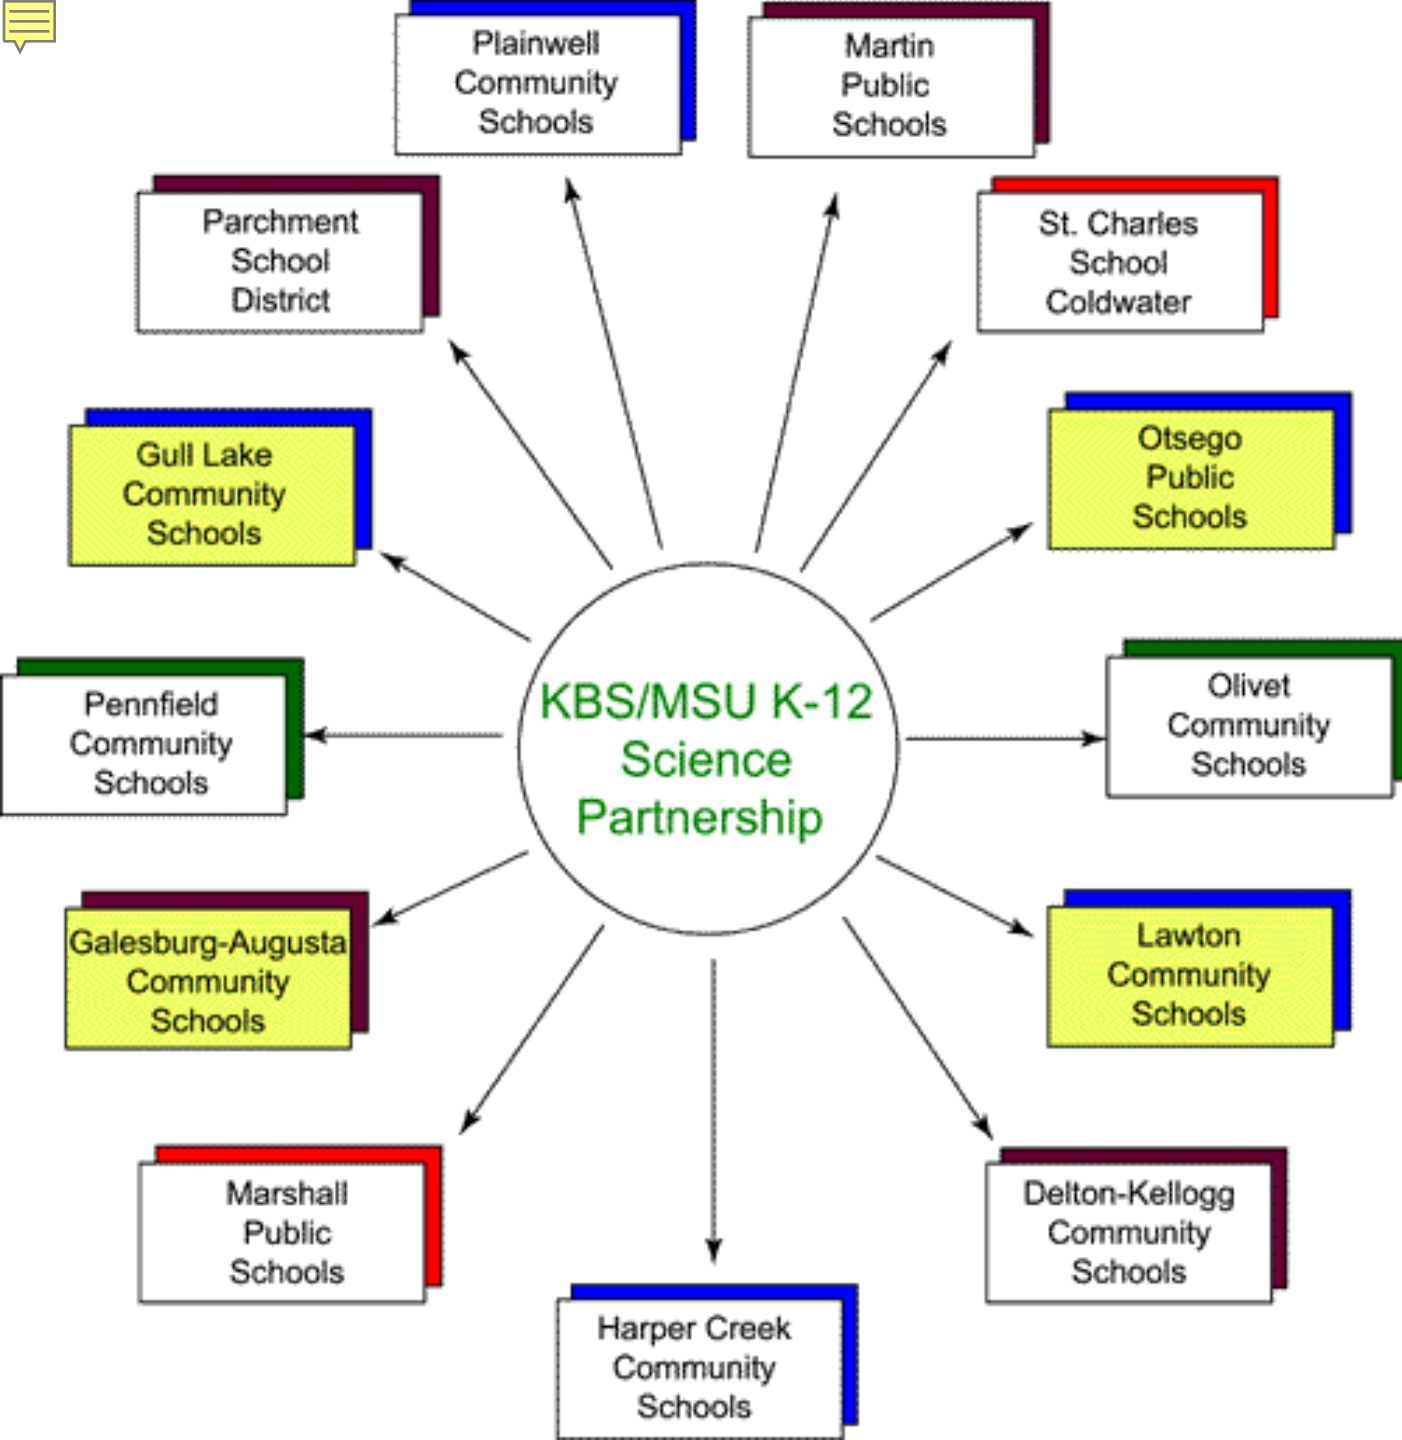 Plainwell
Community
Schools
Martin
Public
Schools
Parchment
School
District
St. Charles
School
Coldwater
Gull Lake
Community
Schools
Otsego
Public
Schools
Pennfield
Community
Schools
KBS/MSU K-12
Science
Partnership
Olivet
Community
Schools
Galesburg-Augusta
Community
Schools
Lawton
Community
Schools
Marshall
Public
Schools
Delton-Kellogg
Community
Schools
Harper Creek
Community
Schools